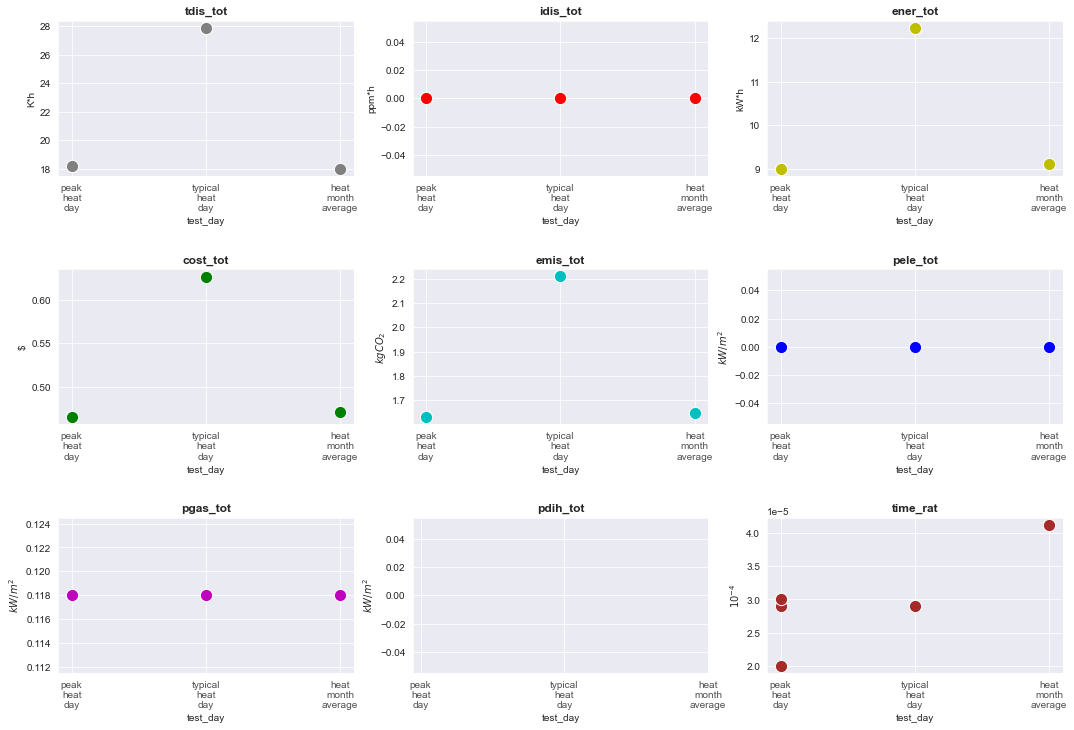 tdis_tot
28
26
24
22
20
18
K*h
peak
heat
day
typical
heat
day
heat
month
average
test_day
idis_tot
0.04
0.02
0.00
−0.02
−0.04
ppm*h
peak
heat
day
typical
heat
day
heat
month
average
test_day
ener_tot
12
11
10
9
kW*h
peak
heat
day
typical
heat
day
heat
month
average
test_day
cost_tot
0.60
0.55
0.50
$
peak
heat
day
typical
heat
day
heat
month
average
test_day
emis_tot
2.2
2.1
2.0
1.9
1.8
1.7
kgCO₂
peak
heat
day
typical
heat
day
heat
month
average
test_day
pele_tot
0.04
0.02
0.00
−0.02
−0.04
kW/m²
peak
heat
day
typical
heat
day
heat
month
average
test_day
pgas_tot
0.124
0.122
0.120
0.118
0.116
0.114
0.112
kW/m²
peak
heat
day
typical
heat
day
heat
month
average
test_day
pdih_tot
0.04
0.02
0.00
−0.02
−0.04
kW/m²
peak
heat
day
typical
heat
day
heat
month
average
test_day
time_rat
1e−5
4.0
3.5
3.0
2.5
2.0
10⁻⁴
peak
heat
day
typical
heat
day
heat
month
average
test_day